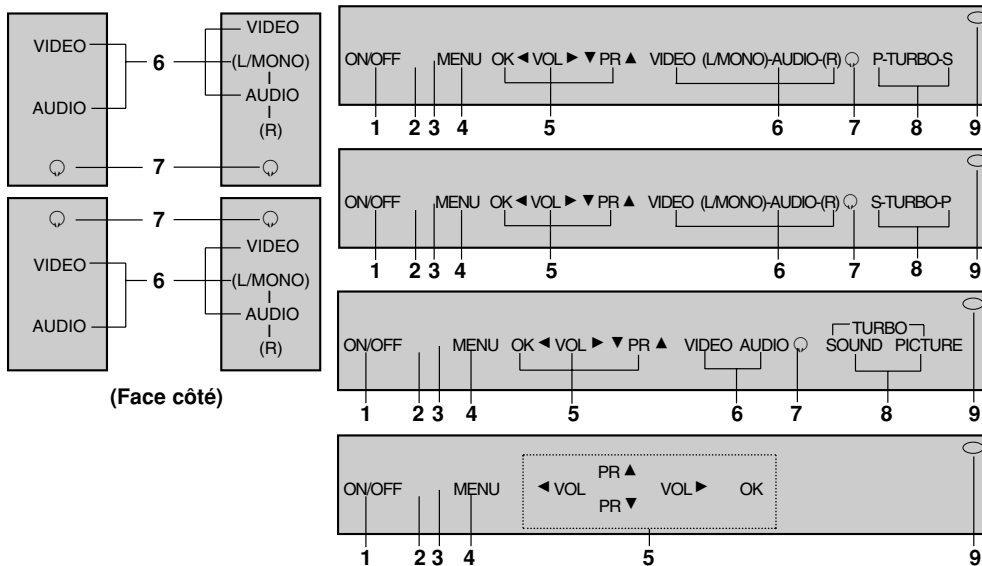 VIDEO
AUDIO
6
7
VIDEO
(L/MONO)
AUDIO
(R)
VIDEO
AUDIO
7
6
VIDEO
(L/MONO)
AUDIO
(R)
(Face côté)
ON/OFF MENU OK ◄ VOL ► ▼ PR ▲ VIDEO (L/MONO)-AUDIO-(R) P-TURBO-S
1 2 3 4 5 6 7 8 9
ON/OFF MENU OK ◄ VOL ► ▼ PR ▲ VIDEO (L/MONO)-AUDIO-(R) S-TURBO-P
1 2 3 4 5 6 7 8 9
TURBO
ON/OFF MENU OK ◄ VOL ► ▼ PR ▲ VIDEO AUDIO SOUND PICTURE
1 2 3 4 5 6 7 8 9
PR ▲
ON/OFF MENU ◄ VOL VOL ► OK
PR ▼
1 2 3 4 5 9